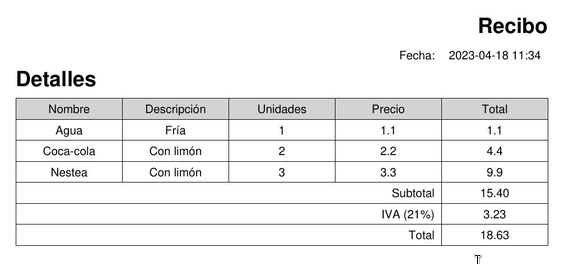 Recibo
Fecha: 2023-04-18 11:34
Detalles
Nombre Descripción Unidades Precio Total
Agua Fría 1 1.1 1.1
Coca-cola Con limón 2 2.2 4.4
Nestea Con limón 3 3.3 9.9
Subtotal 15.40
IVA (21%) 3.23
Total 18.63